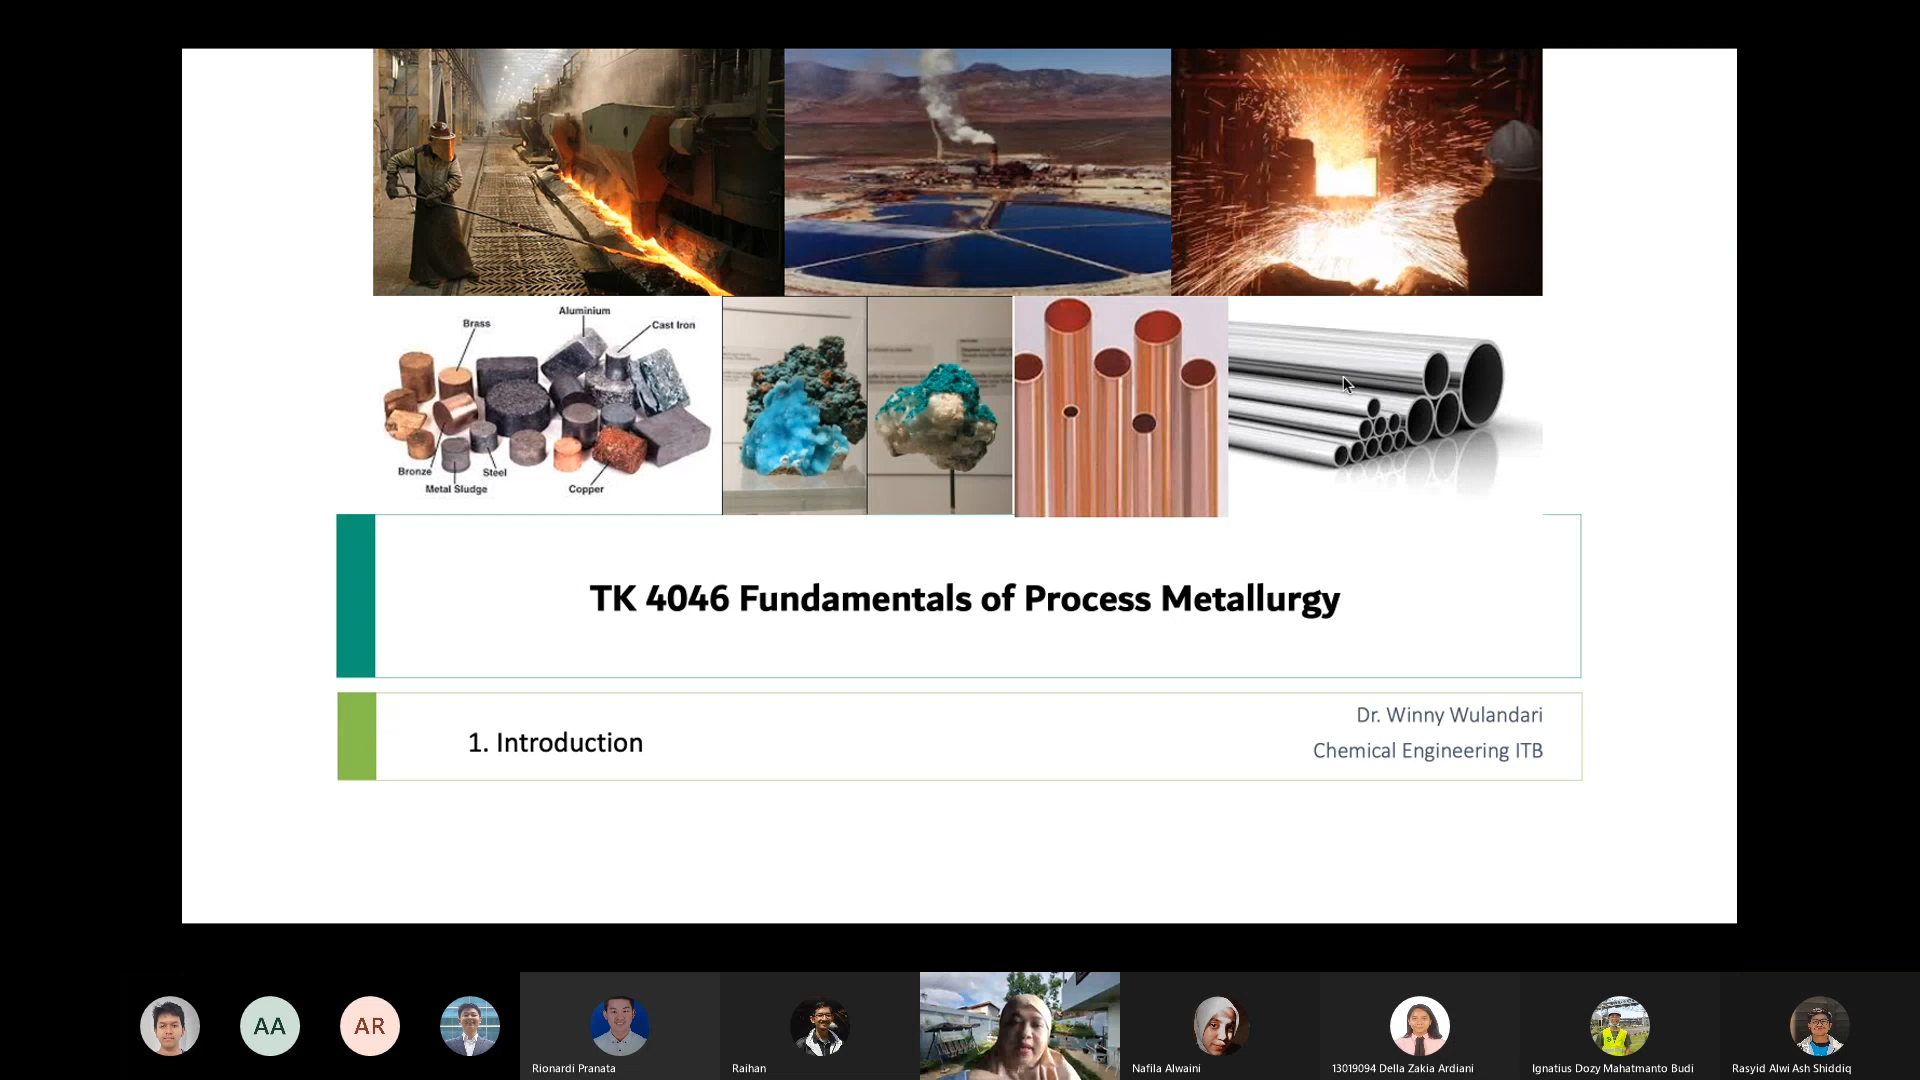 Aluminium
Brass
Cast Iron
Bronze
Steel
Metal Sludge
Copper
TK 4046 Fundamentals of Process Metallurgy
1. Introduction
Dr. Winny Wulandari
Chemical Engineering ITB
AA
AR
Rionardi Pranata
Raihan
Nafila Alwaini
13019094 Della Zakia Ardiani
Ignatius Dozy Mahatmanto Budi
Rasyid Alwi Ash Shiddiq